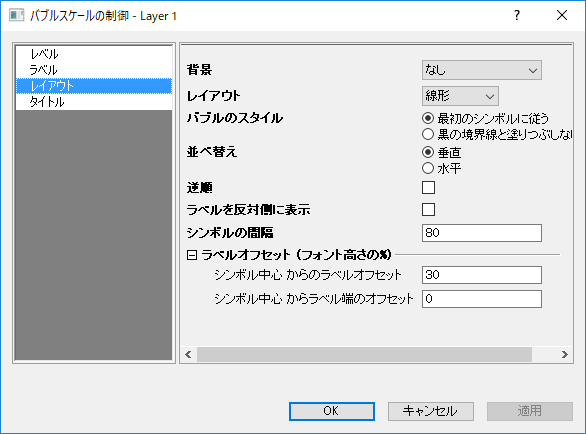 バブルスケールの制御 - Layer 1
レベル
ラベル
レイアウト
タイトル
背景
なし
レイアウト
線形
バブルのスタイル
最初のシンボルに従う
黒の境界線と塗りつぶしな
並べ替え
垂直
水平
逆順
ラベルを反対側に表示
シンボルの間隔
80
ラベルオフセット (フォント高さの%)
シンボル中心 からのラベルオフセット
30
シンボル中心 からラベル端のオフセット
0
OK
キャンセル
適用